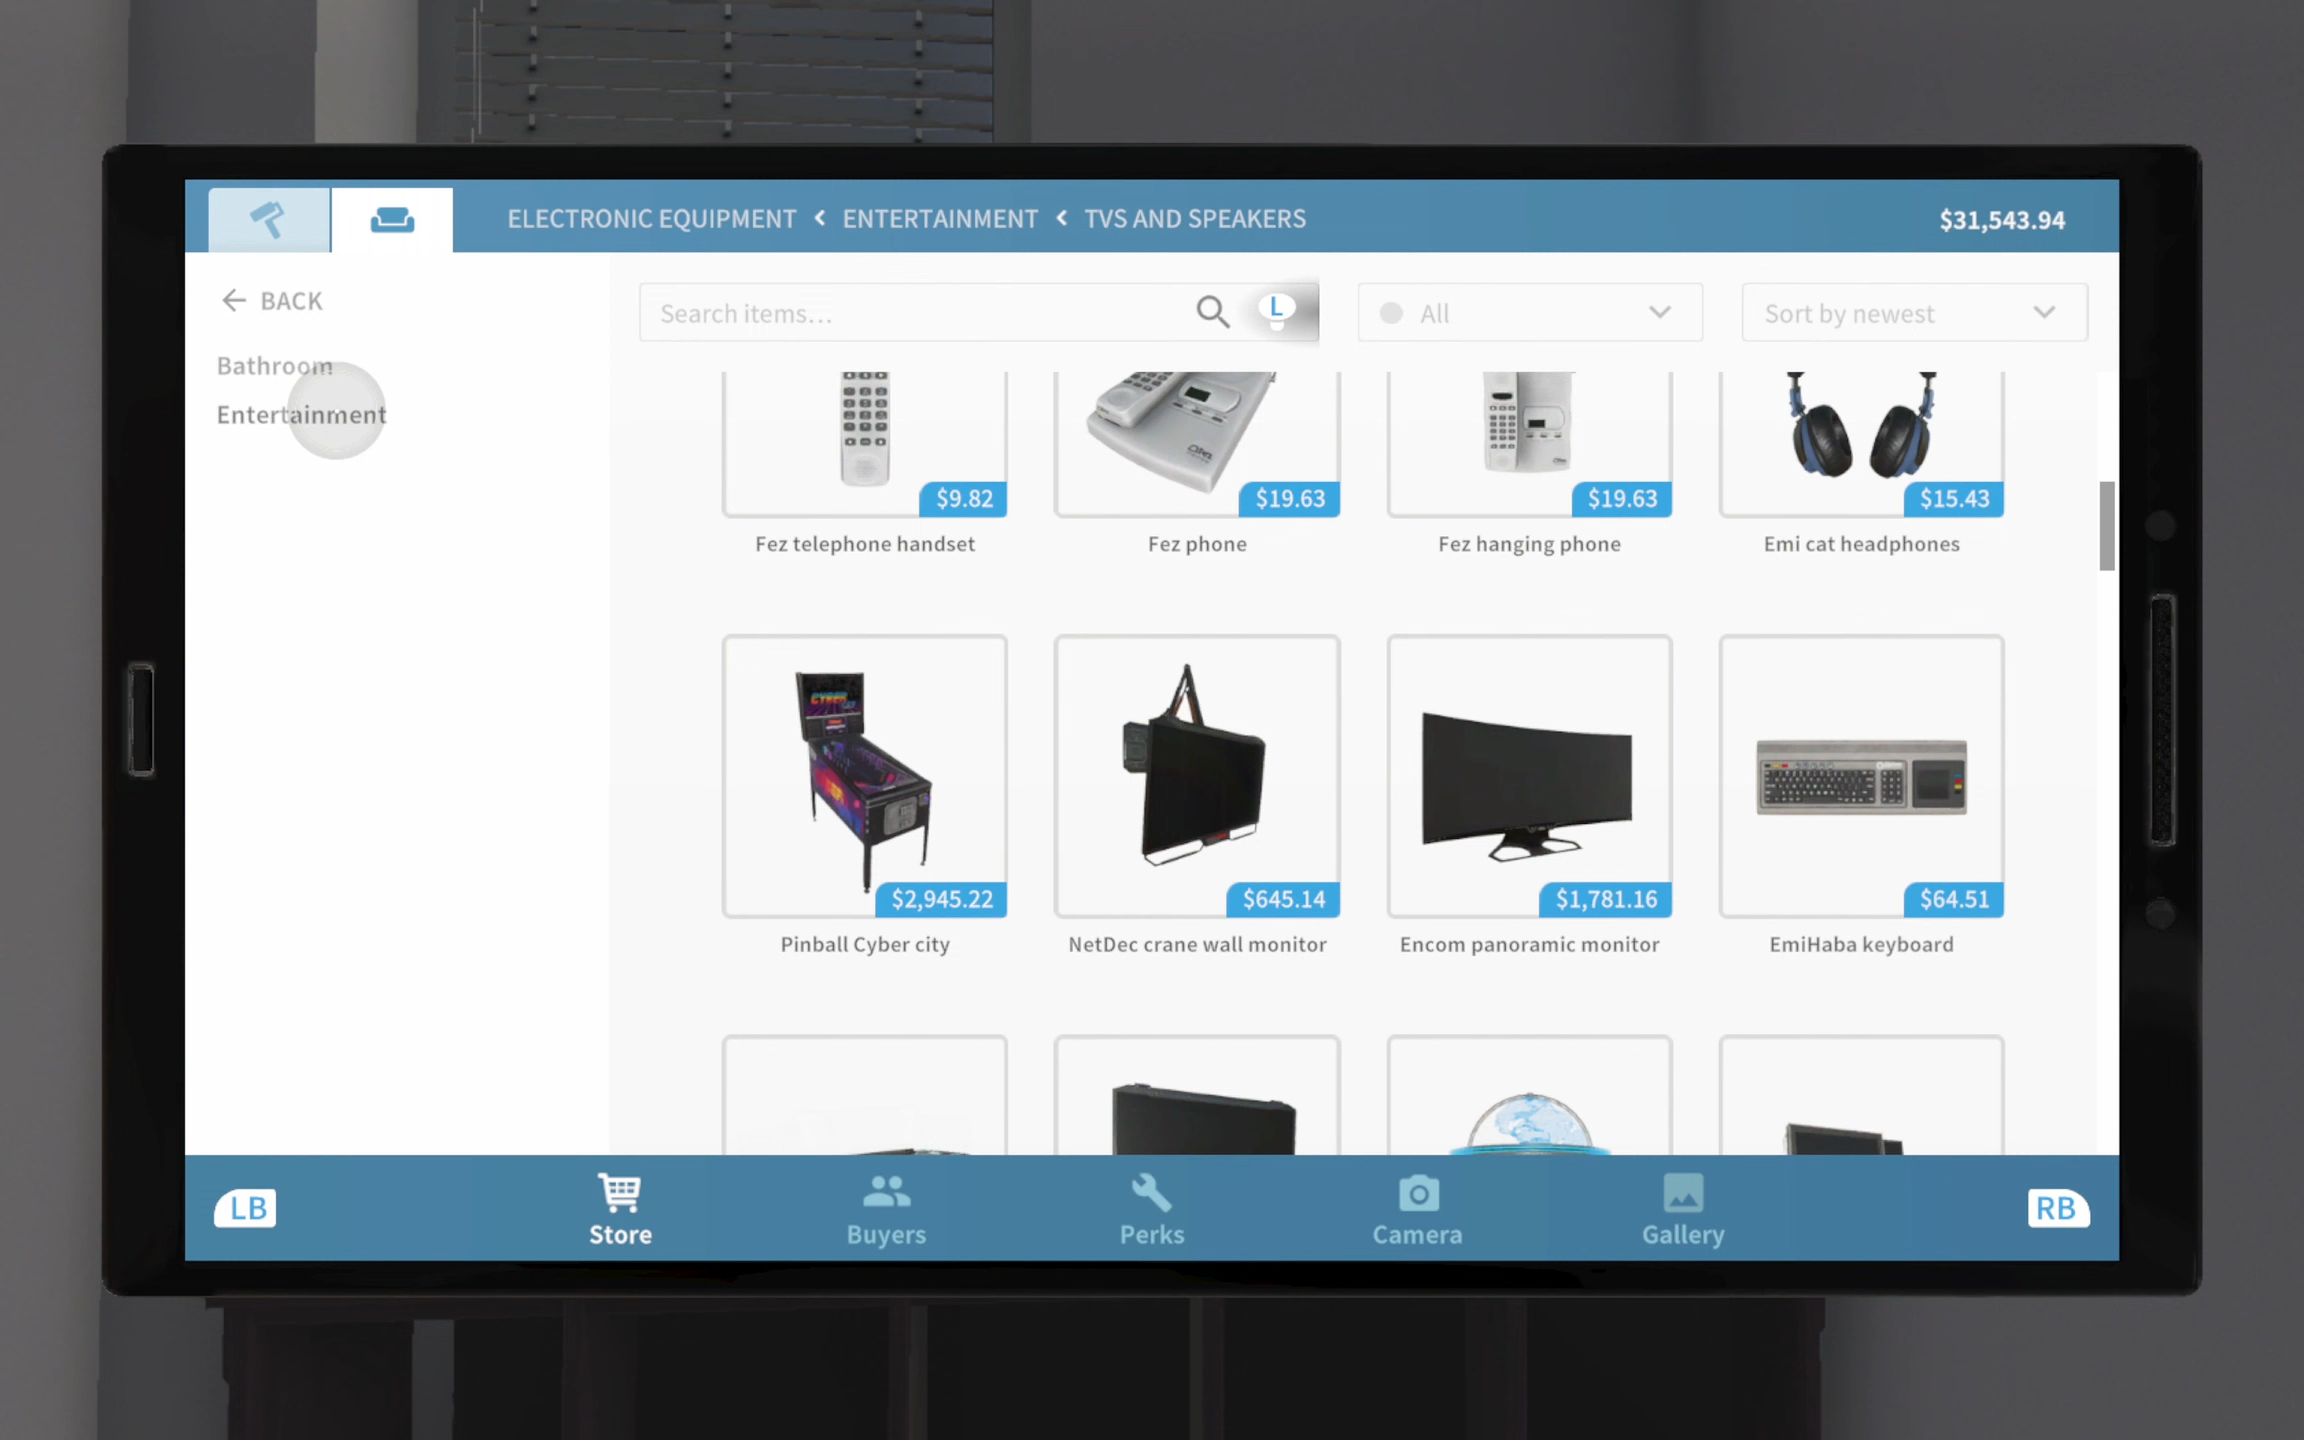 ELECTRONIC EQUIPMENT < ENTERTAINMENT < TVS AND SPEAKERS
$31,543.94
BACK
Bathroom
Entertainment
Search items...
L
All
Sort by newest
$9.82
$19.63
$19.63
$15.43
Fez telephone handset
Fez phone
Fez hanging phone
Emi cat headphones
CYBER
$2,945.22
$645.14
$1,781.16
$64.51
Pinball Cyber city
NetDec crane wall monitor
Encom panoramic monitor
EmiHaba keyboard
LB
Store
Buyers
Perks
Camera
Gallery
RB